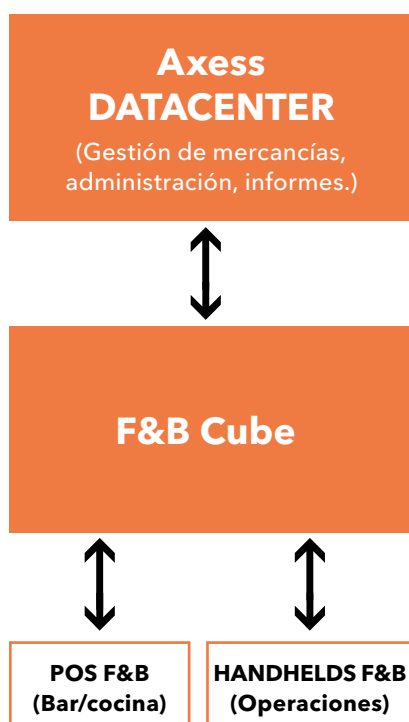 Axess
DATACENTER
(Gestión de mercancías,
administración, informes.)
F&B Cube
POS F&B
(Bar/cocina)
HANDHELDS F&B
(Operaciones)